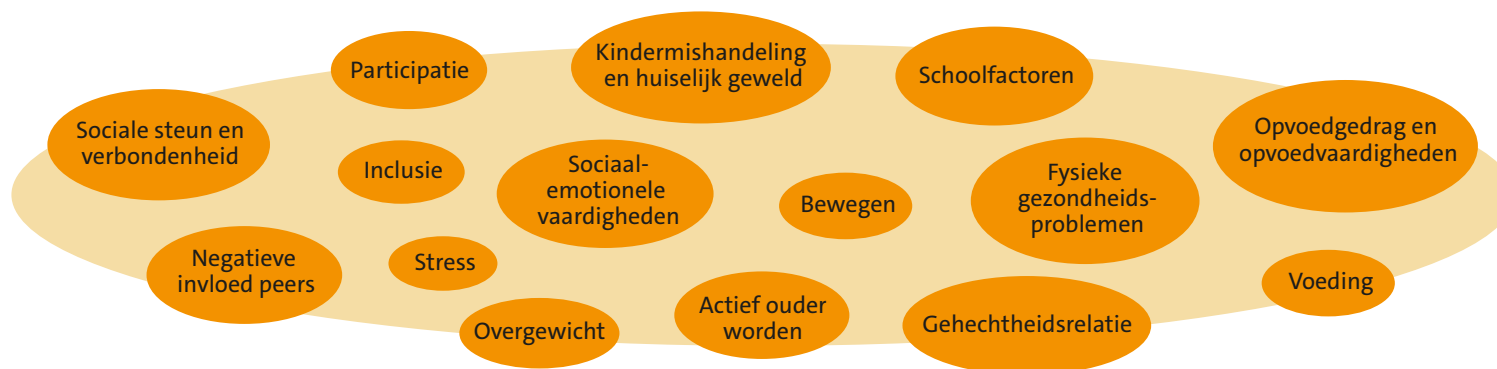 Participatie
Kindermishandeling
en huiselijk geweld
Schoolfactoren
Sociale steun en
verbondenheid
Opvoedgedrag en
opvoedvaardigheden
Inclusie
Sociaal-
emotionele
vaardigheden
Bewegen
Fysieke
gezondheids-
problemen
Negatieve
invloed peers
Stress
Voeding
Overgewicht
Actief ouder
worden
Gehechtheidsrelatie